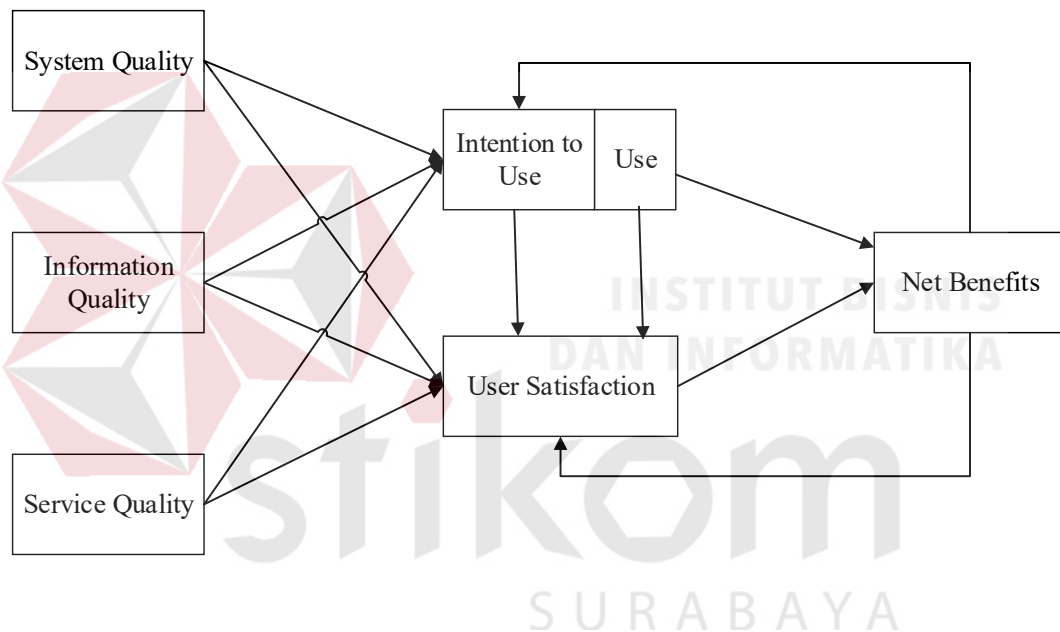 System Quality
Intention to
Use
Use
Information
Quality
Net Benefits
User Satisfaction
Service Quality
INSTITUT BISNIS
DAN INFORMATIKA
stikom
SURABAYA